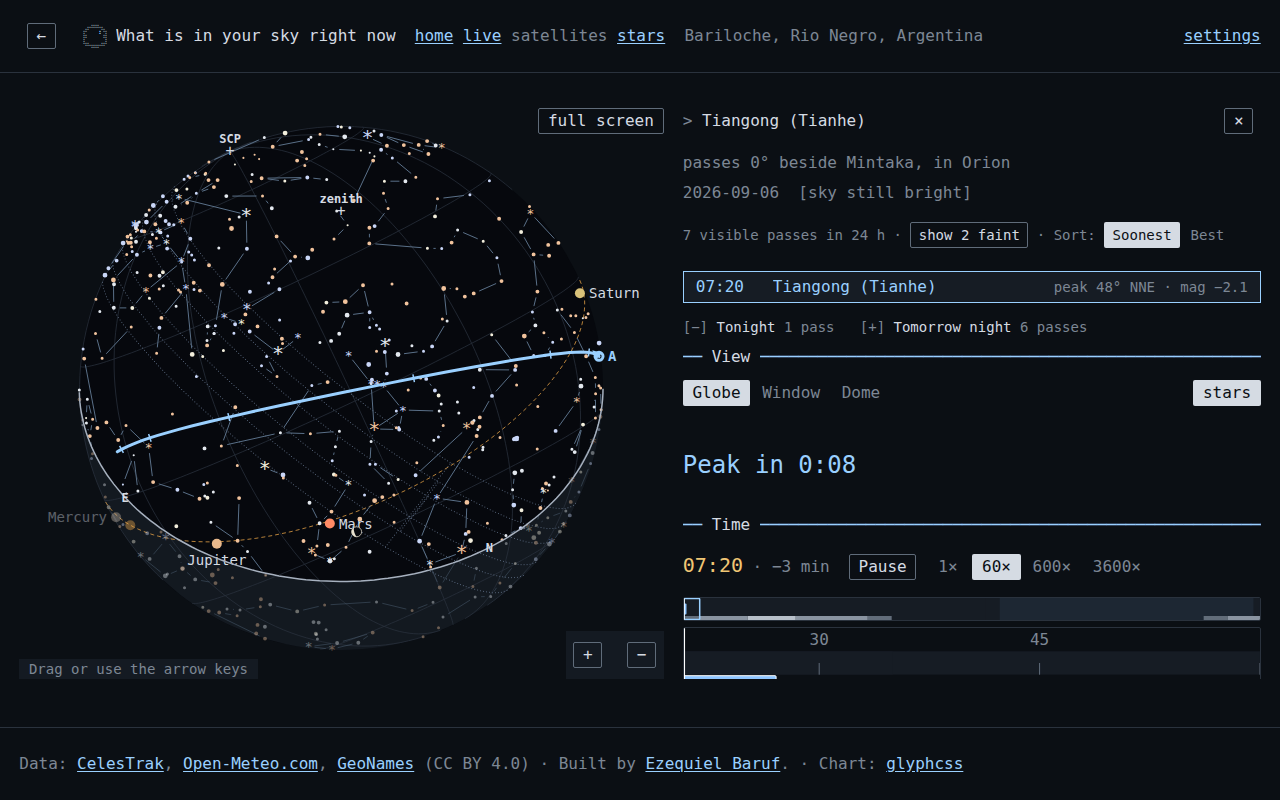 ← What is in your sky right now home live satellites stars Bariloche, Rio Negro, Argentina settings
full screen
SCP
zenith
Saturn
A
E
Mercury
Mars
N
Jupiter
Drag or use the arrow keys
+ −
> Tiangong (Tianhe) ×
passes 0° beside Mintaka, in Orion
2026-09-06 [sky still bright]
7 visible passes in 24 h · show 2 faint · Sort: Soonest Best
07:20 Tiangong (Tianhe) peak 48° NNE · mag −2.1
[−] Tonight 1 pass [+] Tomorrow night 6 passes
View
Globe Window Dome stars
Peak in 0:08
Time
07:20 · −3 min Pause 1× 60× 600× 3600×
30 45
Data: CelesTrak, Open-Meteo.com, GeoNames (CC BY 4.0) · Built by Ezequiel Baruf. · Chart: glyphcss